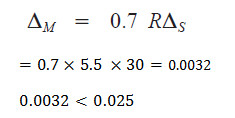 Δ_M = 0.7 RΔ_S
= 0.7 × 5.5 × 30 = 0.0032
0.0032 < 0.025